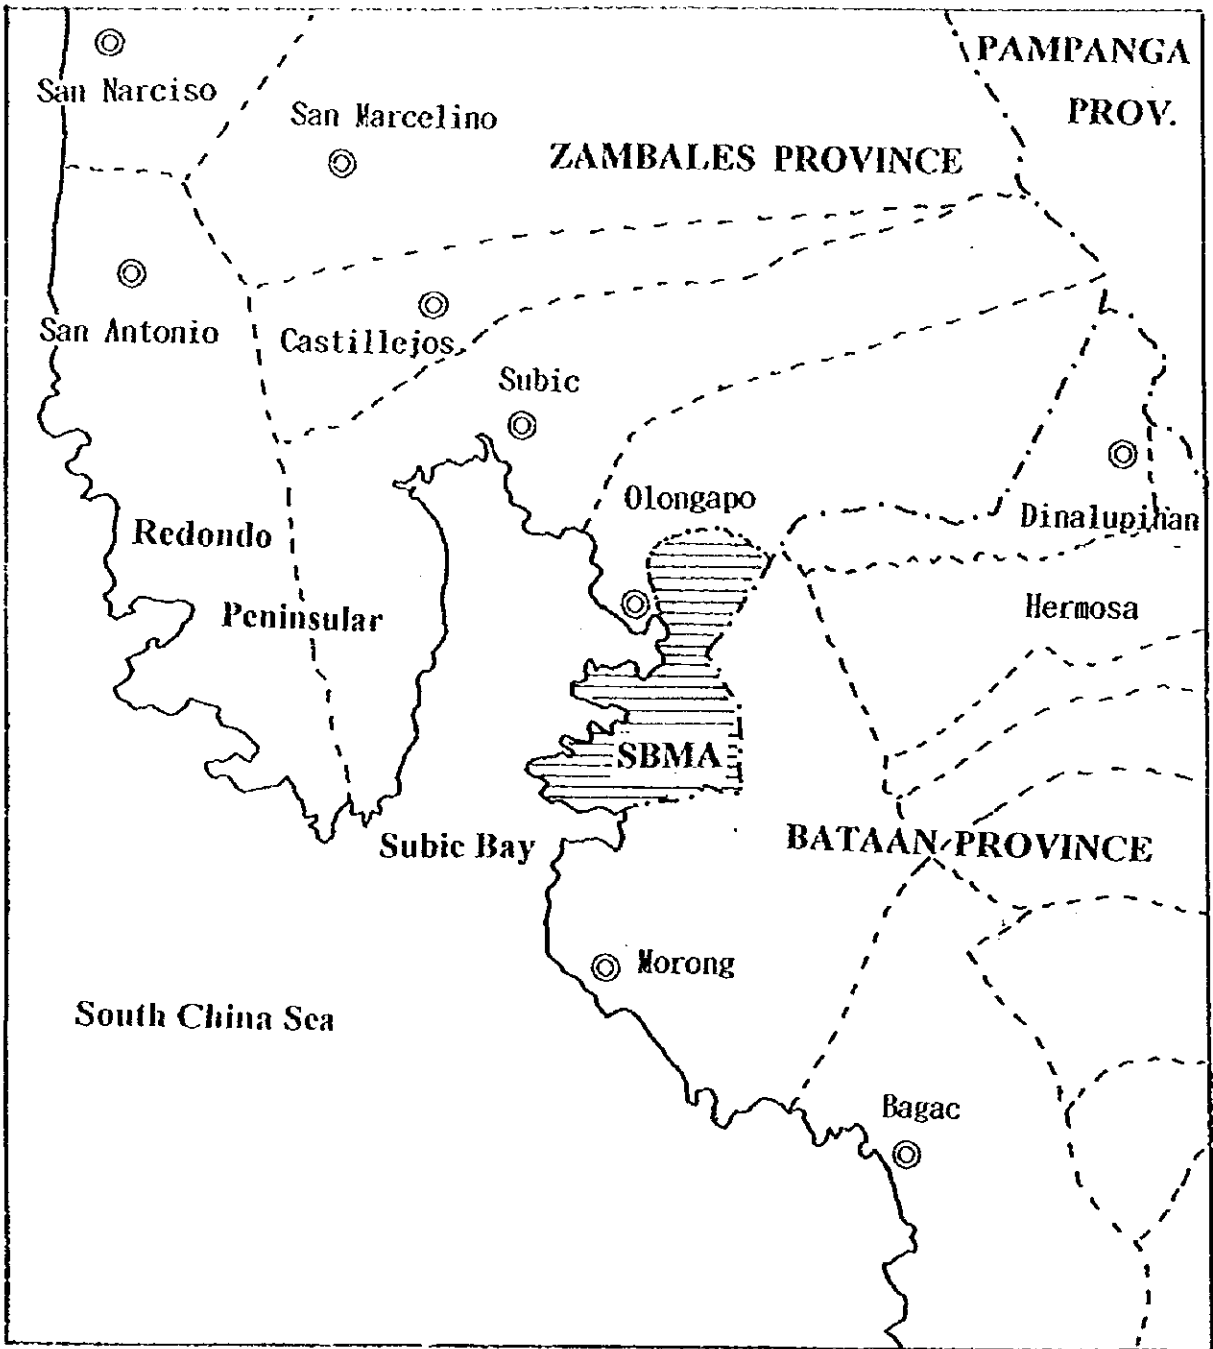 San Narciso
San Marcelino
PAMPANGA
PROV.
ZAMBALES PROVINCE
San Antonio
Castillejos
Subic
Olongapo
Dinalupihan
Redondo
Peninsular
Hermosa
SBMA
Subic Bay
BATAAN PROVINCE
Morong
South China Sea
Bagac